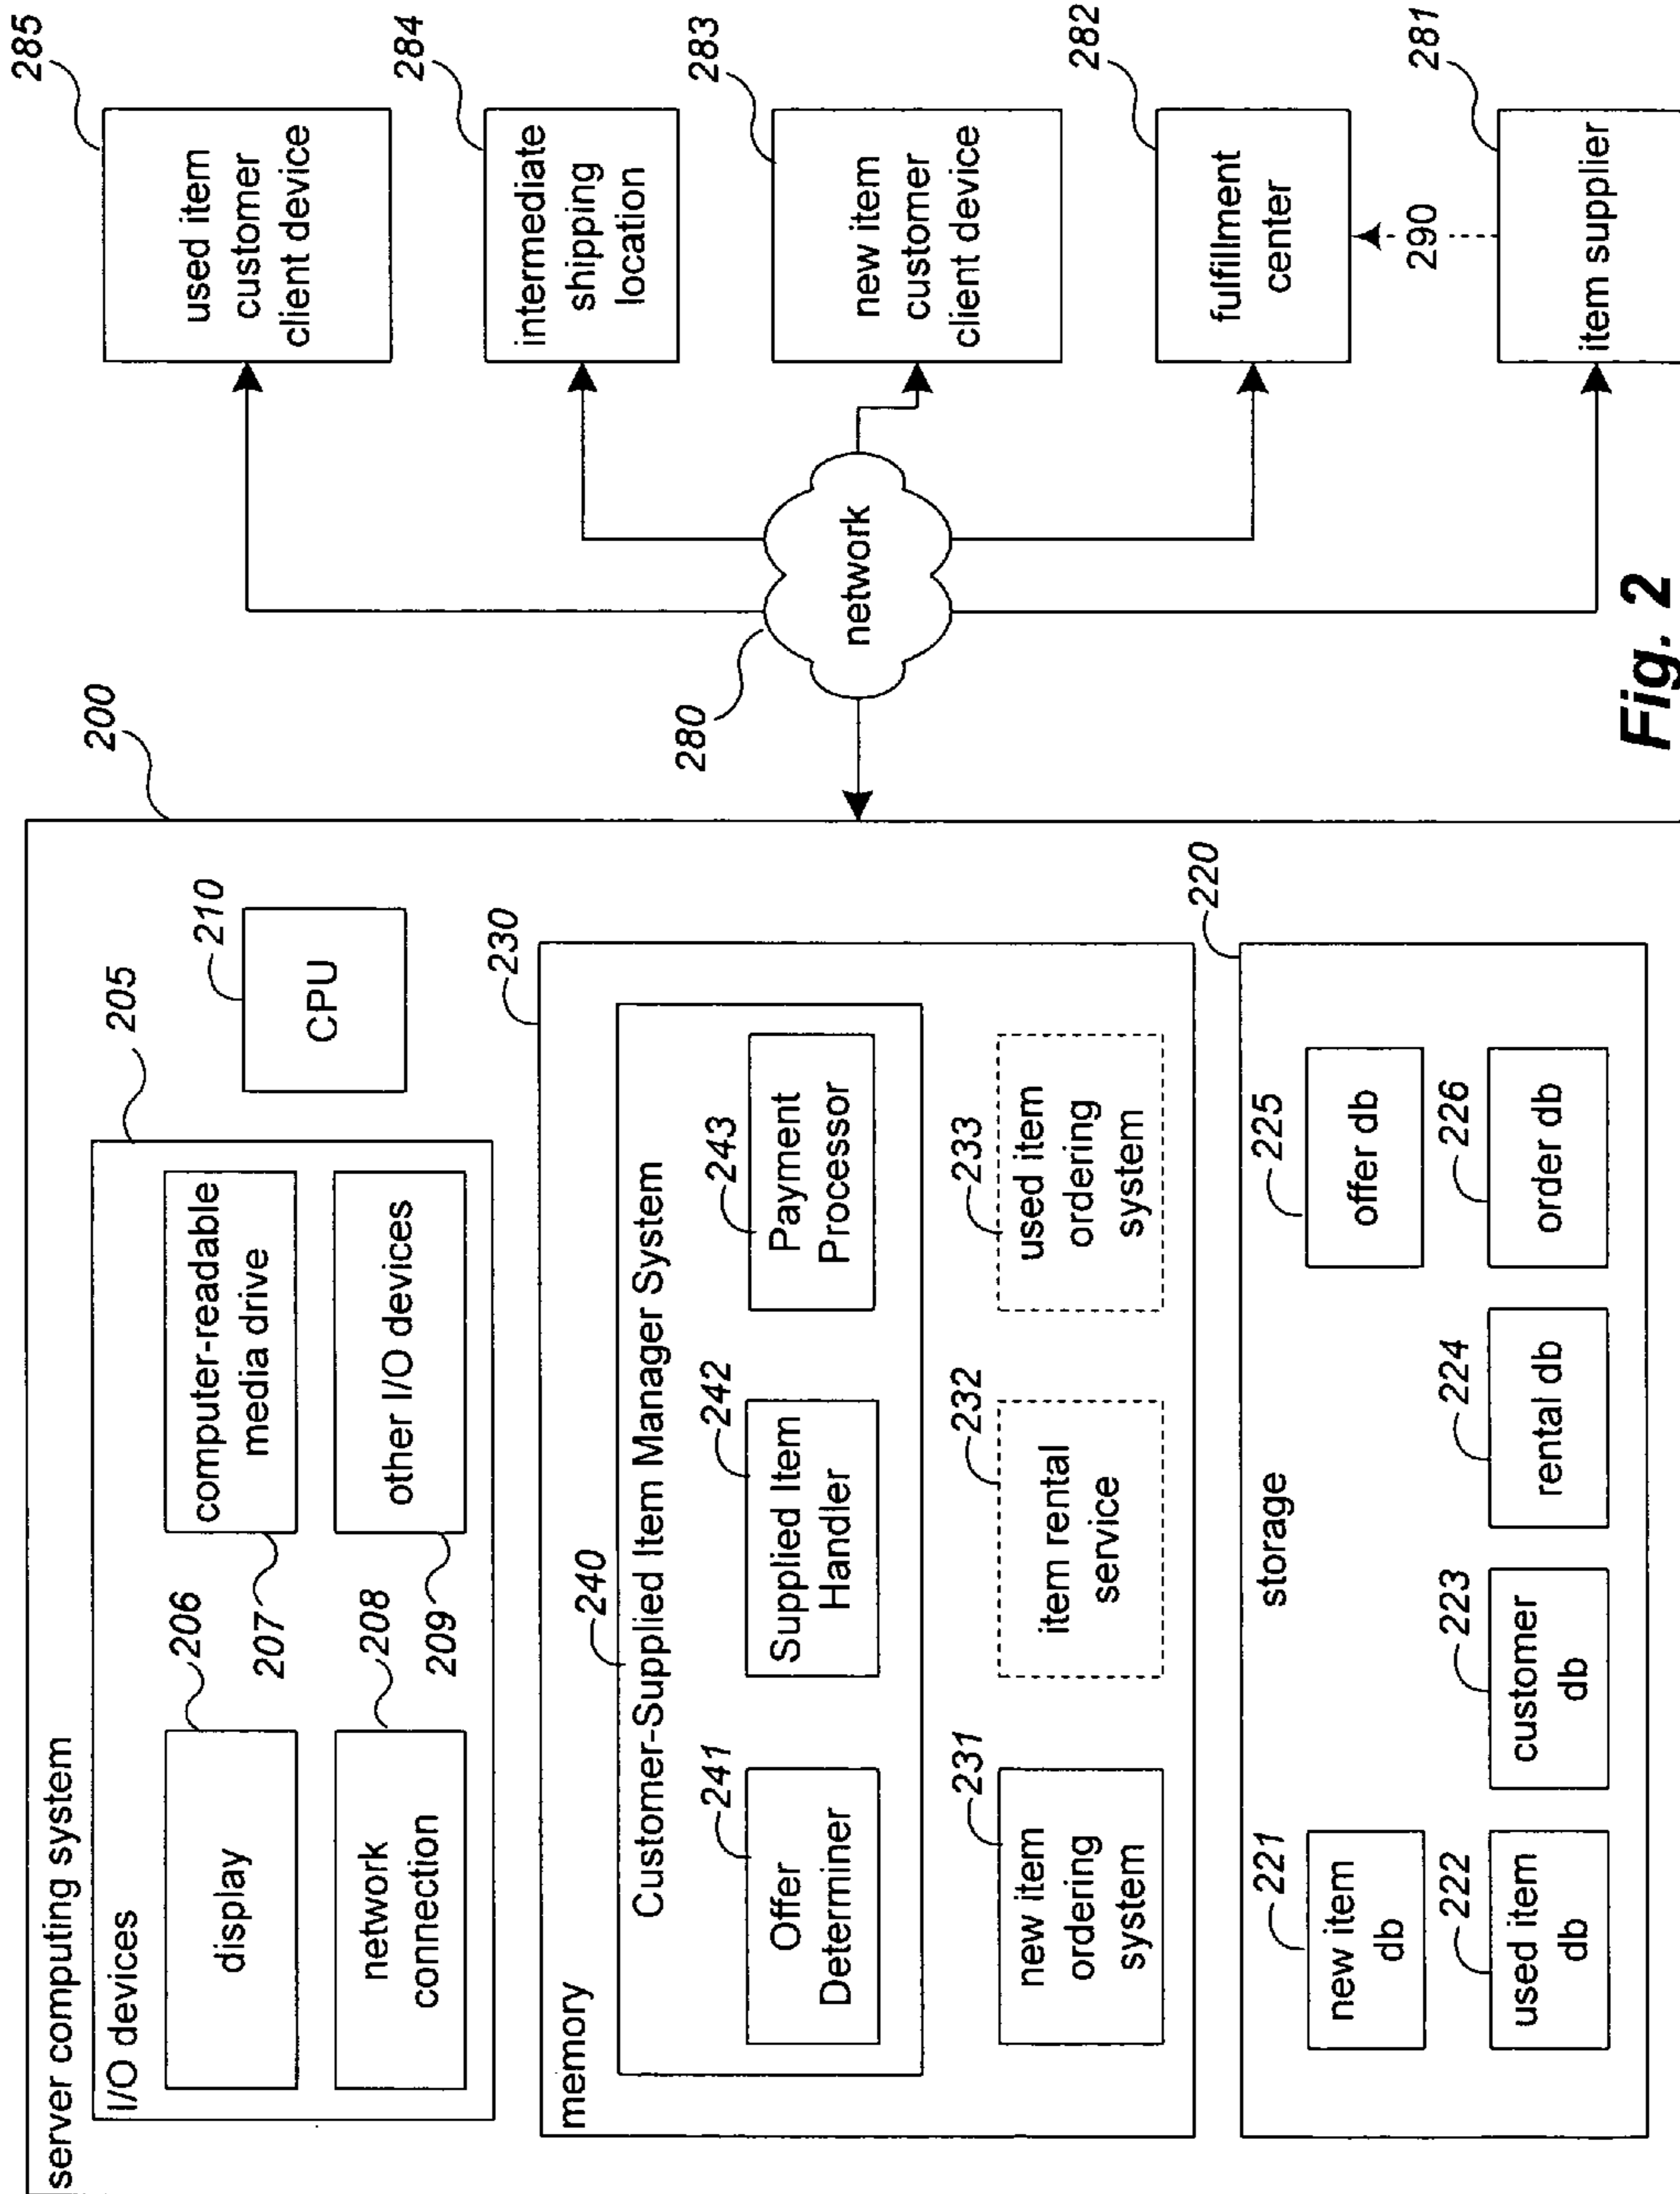 server computing system
200
I/O devices
205
display
206
computer-readable
media drive
207
network
connection
208
other I/O devices
209
CPU
210
memory
230
Customer-Supplied Item Manager System
240
Offer
Determiner
241
Supplied Item
Handler
242
Payment
Processor
243
new item
ordering
system
231
item rental
service
232
used item
ordering
system
233
storage
220
new item
db
221
used item
db
222
customer
db
223
rental db
224
offer db
225
order db
226
network
280
used item
customer
client device
285
intermediate
shipping
location
284
new item
customer
client device
283
fulfillment
center
282
290
item supplier
281
Fig. 2